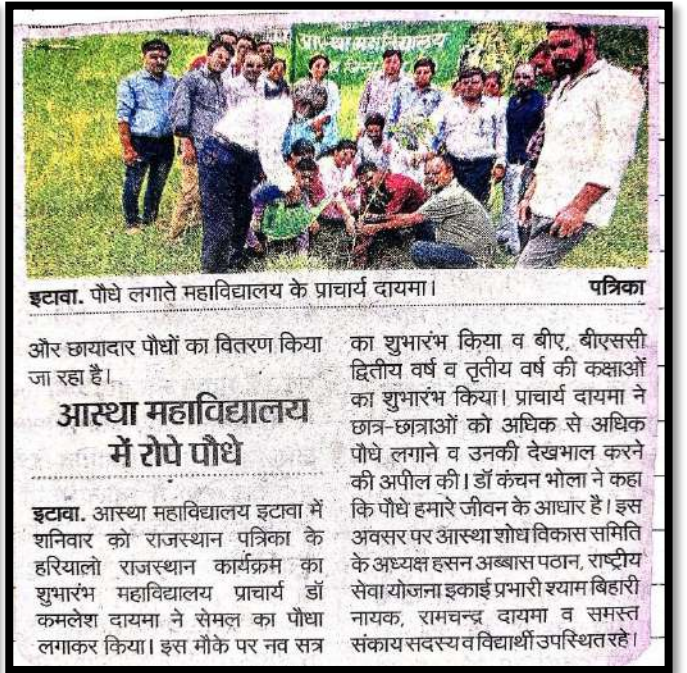 आस्था महाविद्यालय
इटावा. पौधे लगाते महाविद्यालय के प्राचार्य दायमा।
पत्रिका
और छायादार पौधों का वितरण किया
जा रहा है।
आस्था महाविद्यालय
में रोपे पौधे
इटावा. आस्था महाविद्यालय इटावा में
शनिवार को राजस्थान पत्रिका के
हरियालो राजस्थान कार्यक्रम का
शुभारंभ महाविद्यालय प्राचार्य डॉ
कमलेश दायमा ने सेमल का पौधा
लगाकर किया। इस मौके पर नव सत्र
का शुभारंभ किया व बीए, बीएससी
द्वितीय वर्ष व तृतीय वर्ष की कक्षाओं
का शुभारंभ किया। प्राचार्य दायमा ने
छात्र-छात्राओं को अधिक से अधिक
पौधे लगाने व उनकी देखभाल करने
की अपील की। डॉ कंचन भोला ने कहा
कि पौधे हमारे जीवन के आधार है। इस
अवसर पर आस्था शोध विकास समिति
के अध्यक्ष हसन अब्बास पठान, राष्ट्रीय
सेवा योजना इकाई प्रभारी श्याम बिहारी
नायक, रामचन्द्र दायमा व समस्त
संकाय सदस्य व विद्यार्थी उपस्थित रहे।